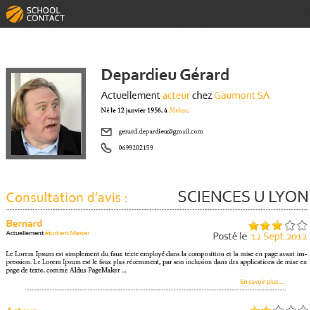 SCHOOL
CONTACT
Depardieu Gérard
Actuellement acteur chez Gaumont SA
Né le 12 janvier 1956, à Melun.
gerard.depardieu@gmail.com
0699202159
Consultation d'avis :
SCIENCES U LYON
Bernard
Actuellement étudiant Master
Posté le 12 Sept.2012
Le Lorem Ipsum est simplement du faux texte employé dans la composition et la mise en page avant im-
pression. Le Lorem Ipsum est le faux plus récemment, par son inclusion dans des applications de mise en
page de texte, comme Aldus PageMaker ...
En savoir plus ...